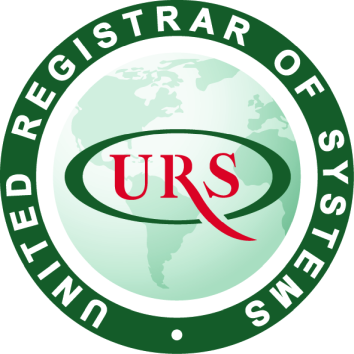 UNITED REGISTRAR OF SYSTEMS
URS